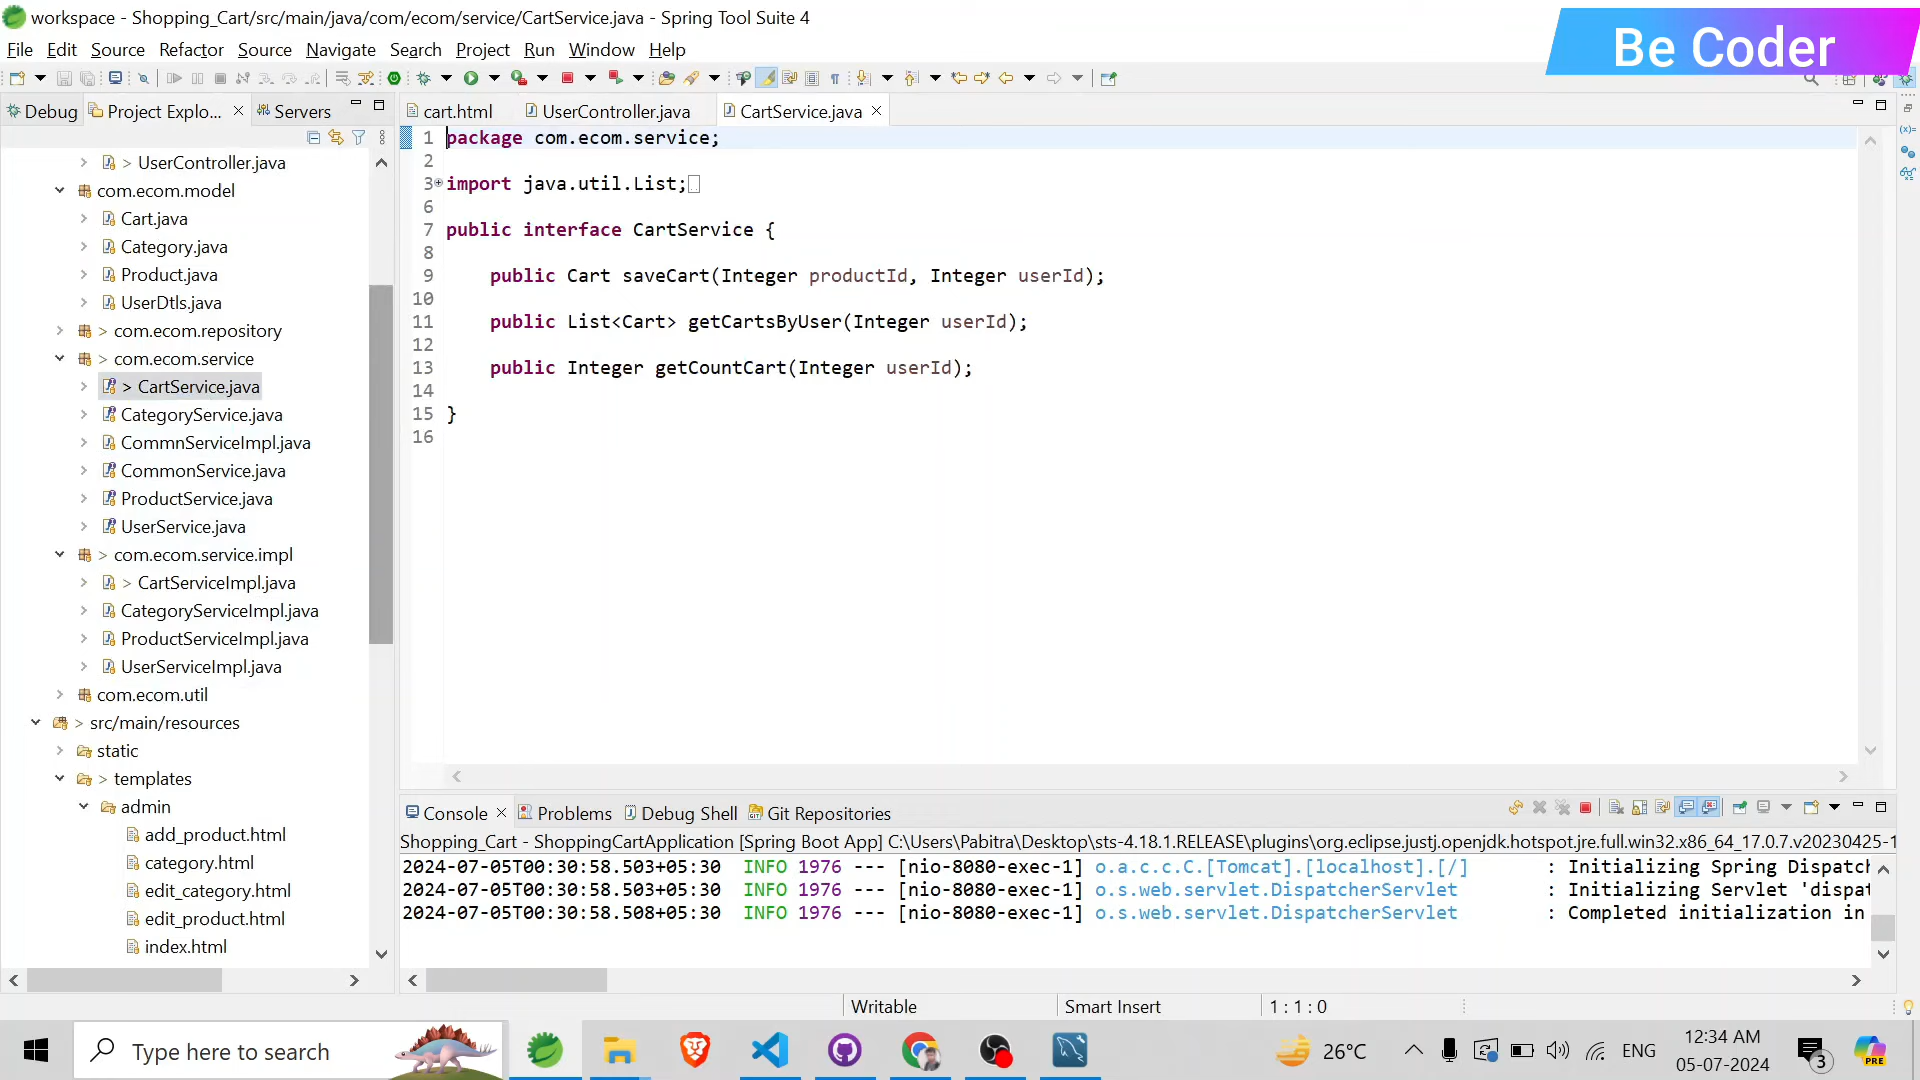 workspace - Shopping_Cart/src/main/java/com/ecom/service/CartService.java - Spring Tool Suite 4
Be Coder
File Edit Source Refactor Source Navigate Search Project Run Window Help
Debug Project Explo... Servers
cart.html UserController.java CartService.java
> UserController.java
com.ecom.model
Cart.java
Category.java
Product.java
UserDtls.java
> com.ecom.repository
> com.ecom.service
> CartService.java
CategoryService.java
CommnServiceImpl.java
CommonService.java
ProductService.java
UserService.java
> com.ecom.service.impl
> CartServiceImpl.java
CategoryServiceImpl.java
ProductServiceImpl.java
UserServiceImpl.java
com.ecom.util
> src/main/resources
static
> templates
admin
add_product.html
category.html
edit_category.html
edit_product.html
index.html
1 package com.ecom.service;
2
3 import java.util.List;
6
7 public interface CartService {
8
9 public Cart saveCart(Integer productId, Integer userId);
10
11 public List<Cart> getCartsByUser(Integer userId);
12
13 public Integer getCountCart(Integer userId);
14
15 }
16
Console Problems Debug Shell Git Repositories
Shopping_Cart - ShoppingCartApplication [Spring Boot App] C:\Users\Pabitra\Desktop\sts-4.18.1.RELEASE\plugins\org.eclipse.justj.openjdk.hotspot.jre.full.win32.x86_64_17.0.7.v20230425-1
2024-07-05T00:30:58.503+05:30 INFO 1976 --- [nio-8080-exec-1] o.a.c.c.C.[Tomcat].[localhost].[/] : Initializing Spring Dispatch
2024-07-05T00:30:58.503+05:30 INFO 1976 --- [nio-8080-exec-1] o.s.web.servlet.DispatcherServlet : Initializing Servlet 'dispat
2024-07-05T00:30:58.508+05:30 INFO 1976 --- [nio-8080-exec-1] o.s.web.servlet.DispatcherServlet : Completed initialization in
Writable Smart Insert 1 : 1 : 0
Type here to search
26°C ENG
12:34 AM
05-07-2024
3
PRE